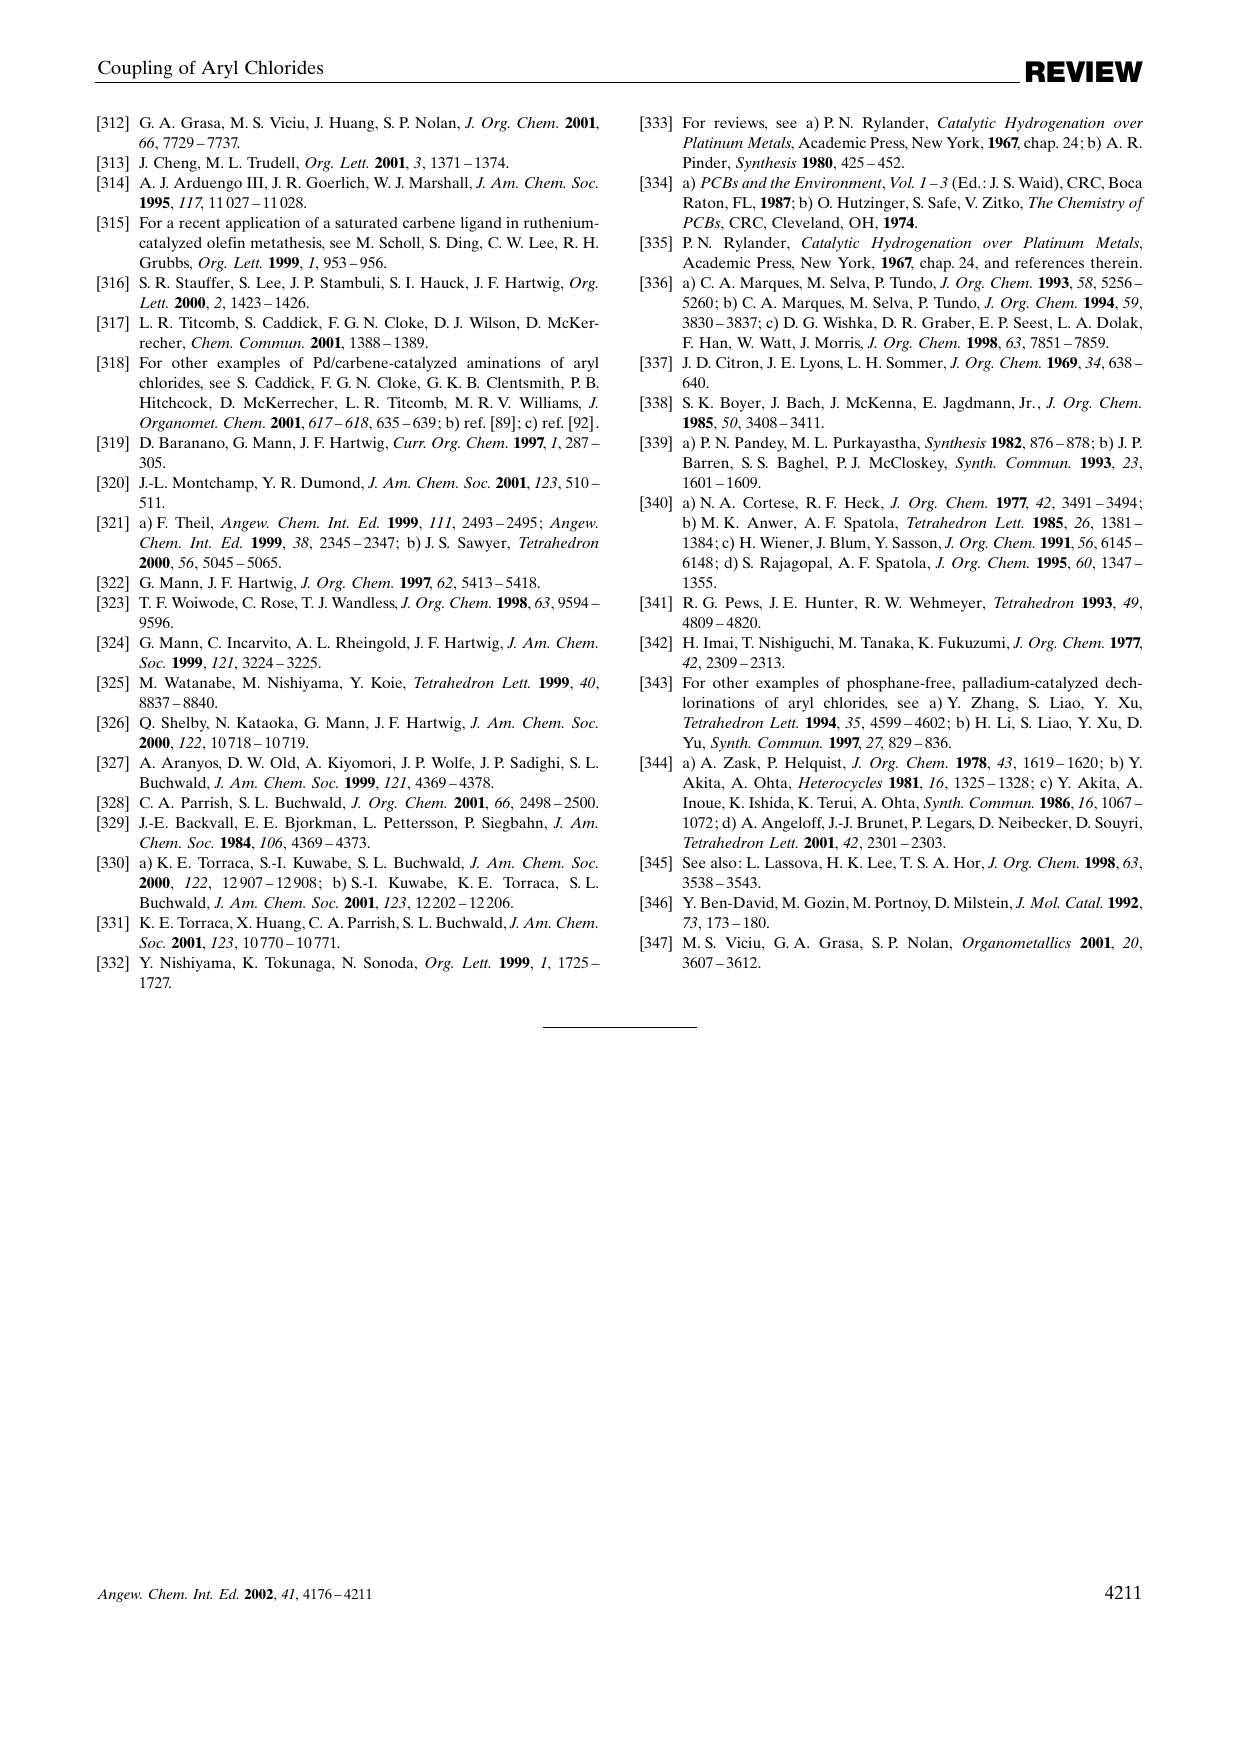 Coupling of Aryl Chlorides
REVIEW
[312] G. A. Grasa, M. S. Viciu, J. Huang, S. P. Nolan, J. Org. Chem. 2001,
66, 7729–7737.
[313] J. Cheng, M. L. Trudell, Org. Lett. 2001, 3, 1371–1374.
[314] A. J. Arduengo III, J. R. Goerlich, W. J. Marshall, J. Am. Chem. Soc.
1995, 117, 11 027–11 028.
[315] For a recent application of a saturated carbene ligand in ruthenium-
catalyzed olefin metathesis, see M. Scholl, S. Ding, C. W. Lee, R. H.
Grubbs, Org. Lett. 1999, 1, 953–956.
[316] S. R. Stauffer, S. Lee, J. P. Stambuli, S. I. Hauck, J. F. Hartwig, Org.
Lett. 2000, 2, 1423–1426.
[317] L. R. Titcomb, S. Caddick, F. G. N. Cloke, D. J. Wilson, D. McKer-
recher, Chem. Commun. 2001, 1388–1389.
[318] For other examples of Pd/carbene-catalyzed aminations of aryl
chlorides, see S. Caddick, F. G. N. Cloke, G. K. B. Clentsmith, P. B.
Hitchcock, D. McKerrecher, L. R. Titcomb, M. R. V. Williams, J.
Organomet. Chem. 2001, 617–618, 635–639; b) ref. [89]; c) ref. [92].
[319] D. Baranano, G. Mann, J. F. Hartwig, Curr. Org. Chem. 1997, 1, 287–
305.
[320] J.-L. Montchamp, Y. R. Dumond, J. Am. Chem. Soc. 2001, 123, 510–
511.
[321] a) F. Theil, Angew. Chem. Int. Ed. 1999, 111, 2493–2495; Angew.
Chem. Int. Ed. 1999, 38, 2345–2347; b) J. S. Sawyer, Tetrahedron
2000, 56, 5045–5065.
[322] G. Mann, J. F. Hartwig, J. Org. Chem. 1997, 62, 5413–5418.
[323] T. F. Woiwode, C. Rose, T. J. Wandless, J. Org. Chem. 1998, 63, 9594–
9596.
[324] G. Mann, C. Incarvito, A. L. Rheingold, J. F. Hartwig, J. Am. Chem.
Soc. 1999, 121, 3224–3225.
[325] M. Watanabe, M. Nishiyama, Y. Koie, Tetrahedron Lett. 1999, 40,
8837–8840.
[326] Q. Shelby, N. Kataoka, G. Mann, J. F. Hartwig, J. Am. Chem. Soc.
2000, 122, 10 718–10 719.
[327] A. Aranyos, D. W. Old, A. Kiyomori, J. P. Wolfe, J. P. Sadighi, S. L.
Buchwald, J. Am. Chem. Soc. 1999, 121, 4369–4378.
[328] C. A. Parrish, S. L. Buchwald, J. Org. Chem. 2001, 66, 2498–2500.
[329] J.-E. Backvall, E. E. Bjorkman, L. Pettersson, P. Siegbahn, J. Am.
Chem. Soc. 1984, 106, 4369–4373.
[330] a) K. E. Torraca, S.-I. Kuwabe, S. L. Buchwald, J. Am. Chem. Soc.
2000, 122, 12 907–12 908; b) S.-I. Kuwabe, K. E. Torraca, S. L.
Buchwald, J. Am. Chem. Soc. 2001, 123, 12 202–12 206.
[331] K. E. Torraca, X. Huang, C. A. Parrish, S. L. Buchwald, J. Am. Chem.
Soc. 2001, 123, 10 770–10 771.
[332] Y. Nishiyama, K. Tokunaga, N. Sonoda, Org. Lett. 1999, 1, 1725–
1727.
[333] For reviews, see a) P. N. Rylander, Catalytic Hydrogenation over
Platinum Metals, Academic Press, New York, 1967, chap. 24; b) A. R.
Pinder, Synthesis 1980, 425–452.
[334] a) PCBs and the Environment, Vol. 1–3 (Ed.: J. S. Waid), CRC, Boca
Raton, FL, 1987; b) O. Hutzinger, S. Safe, V. Zitko, The Chemistry of
PCBs, CRC, Cleveland, OH, 1974.
[335] P. N. Rylander, Catalytic Hydrogenation over Platinum Metals,
Academic Press, New York, 1967, chap. 24, and references therein.
[336] a) C. A. Marques, M. Selva, P. Tundo, J. Org. Chem. 1993, 58, 5256–
5260; b) C. A. Marques, M. Selva, P. Tundo, J. Org. Chem. 1994, 59,
3830–3837; c) D. G. Wishka, D. R. Graber, E. P. Seest, L. A. Dolak,
F. Han, W. Watt, J. Morris, J. Org. Chem. 1998, 63, 7851–7859.
[337] J. D. Citron, J. E. Lyons, L. H. Sommer, J. Org. Chem. 1969, 34, 638–
640.
[338] S. K. Boyer, J. Bach, J. McKenna, E. Jagdmann, Jr., J. Org. Chem.
1985, 50, 3408–3411.
[339] a) P. N. Pandey, M. L. Purkayastha, Synthesis 1982, 876–878; b) J. P.
Barren, S. S. Baghel, P. J. McCloskey, Synth. Commun. 1993, 23,
1601–1609.
[340] a) N. A. Cortese, R. F. Heck, J. Org. Chem. 1977, 42, 3491–3494;
b) M. K. Anwer, A. F. Spatola, Tetrahedron Lett. 1985, 26, 1381–
1384; c) H. Wiener, J. Blum, Y. Sasson, J. Org. Chem. 1991, 56, 6145–
6148; d) S. Rajagopal, A. F. Spatola, J. Org. Chem. 1995, 60, 1347–
1355.
[341] R. G. Pews, J. E. Hunter, R. W. Wehmeyer, Tetrahedron 1993, 49,
4809–4820.
[342] H. Imai, T. Nishiguchi, M. Tanaka, K. Fukuzumi, J. Org. Chem. 1977,
42, 2309–2313.
[343] For other examples of phosphane-free, palladium-catalyzed dech-
lorinations of aryl chlorides, see a) Y. Zhang, S. Liao, Y. Xu,
Tetrahedron Lett. 1994, 35, 4599–4602; b) H. Li, S. Liao, Y. Xu, D.
Yu, Synth. Commun. 1997, 27, 829–836.
[344] a) A. Zask, P. Helquist, J. Org. Chem. 1978, 43, 1619–1620; b) Y.
Akita, A. Ohta, Heterocycles 1981, 16, 1325–1328; c) Y. Akita, A.
Inoue, K. Ishida, K. Terui, A. Ohta, Synth. Commun. 1986, 16, 1067–
1072; d) A. Angeloff, J.-J. Brunet, P. Legars, D. Neibecker, D. Souyri,
Tetrahedron Lett. 2001, 42, 2301–2303.
[345] See also: L. Lassova, H. K. Lee, T. S. A. Hor, J. Org. Chem. 1998, 63,
3538–3543.
[346] Y. Ben-David, M. Gozin, M. Portnoy, D. Milstein, J. Mol. Catal. 1992,
73, 173–180.
[347] M. S. Viciu, G. A. Grasa, S. P. Nolan, Organometallics 2001, 20,
3607–3612.
Angew. Chem. Int. Ed. 2002, 41, 4176–4211
4211